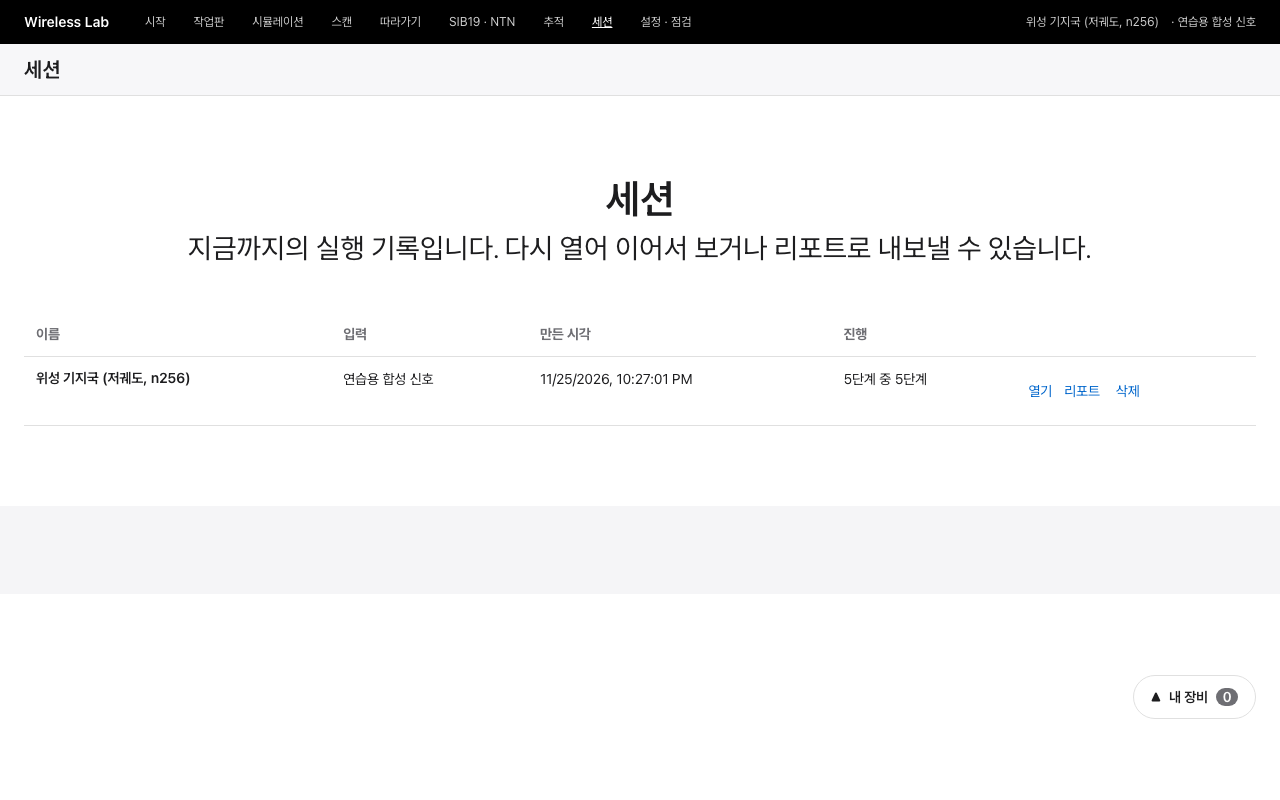 Wireless Lab 시작 작업판 시뮬레이션 스캔 따라가기 SIB19 · NTN 추적 세션 설정 · 점검 위성 기지국 (저궤도, n256) · 연습용 합성 신호
세션
세션
지금까지의 실행 기록입니다. 다시 열어 이어서 보거나 리포트로 내보낼 수 있습니다.
이름 입력 만든 시각 진행
위성 기지국 (저궤도, n256) 연습용 합성 신호 11/25/2026, 10:27:01 PM 5단계 중 5단계 열기 리포트 삭제
▲ 내 장비 0